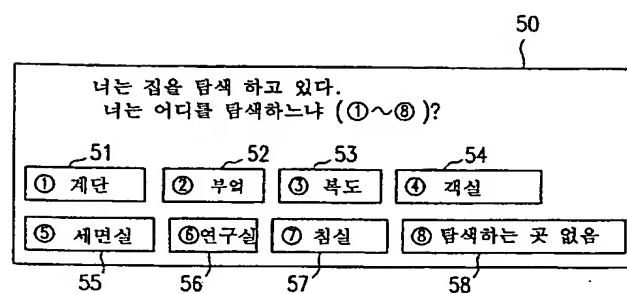 50
너는 집을 탐색 하고 있다.
너는 어디를 탐색하느냐 (①~⑧)?
51 52 53 54
① 계단 ② 부엌 ③ 복도 ④ 객실
⑤ 세면실 ⑥연구실 ⑦ 침실 ⑧ 탐색하는 곳 없음
55 56 57 58